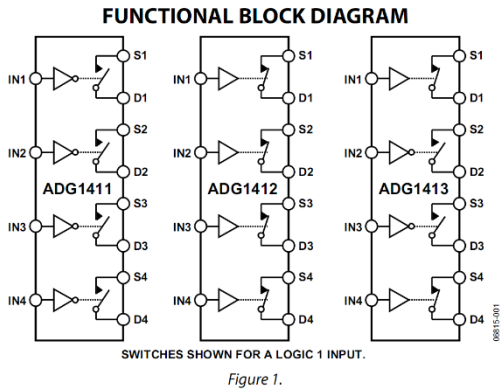 FUNCTIONAL BLOCK DIAGRAM
S1 S1 S1
IN1 IN1 IN1
D1 D1 D1
S2 S2 S2
IN2 IN2 IN2
D2 D2 D2
ADG1411 ADG1412 ADG1413
S3 S3 S3
IN3 IN3 IN3
D3 D3 D3
S4 S4 S4
IN4 IN4 IN4
D4 D4 D4
06815-001
SWITCHES SHOWN FOR A LOGIC 1 INPUT.
Figure 1.